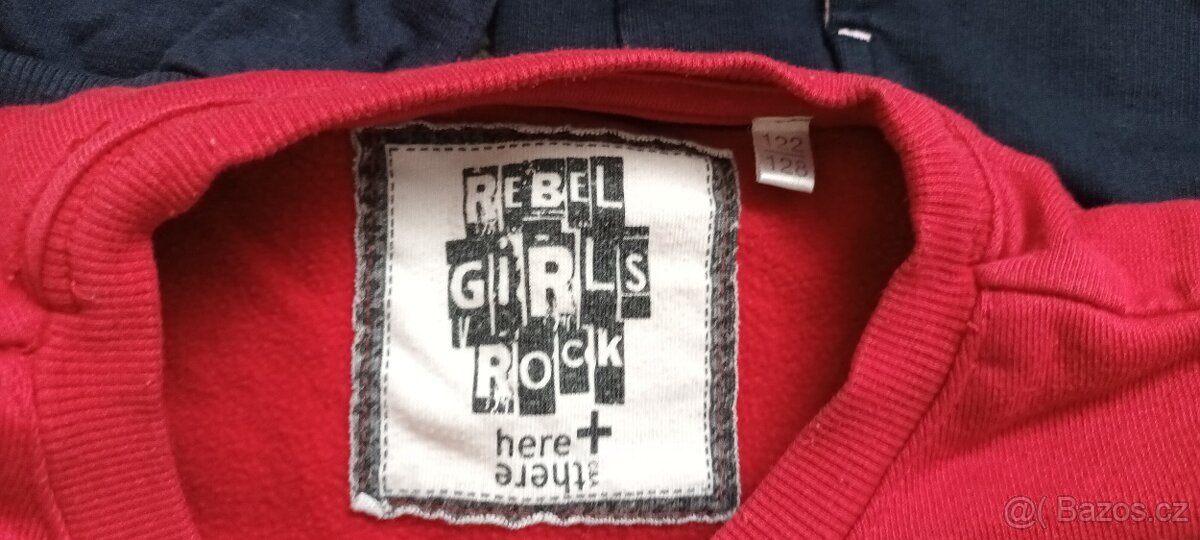 122
128
REBEL
GiRLS
ROCK
here+
there
@( Bazos.cz